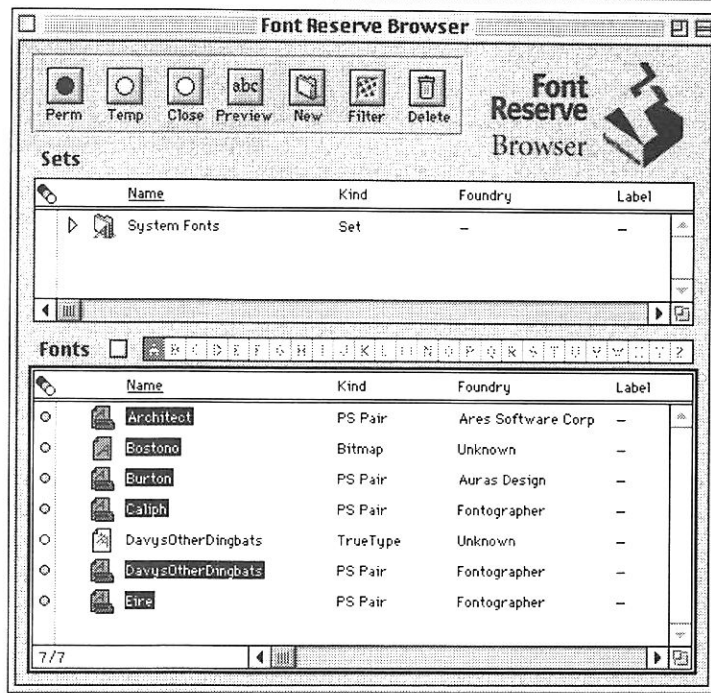 Font Reserve Browser
Perm Temp Close abc Preview New Filter Delete
Font
Reserve
Browser
Sets
Name Kind Foundry Label
System Fonts Set – –
Fonts A B C D E F G H I J K L M N O P Q R S T U V W X Y Z
Name Kind Foundry Label
Architect PS Pair Ares Software Corp –
Bostono Bitmap Unknown –
Burton PS Pair Auras Design –
Caliph PS Pair Fontographer –
DavysOtherDingbats TrueType Unknown –
DavysOtherDingbats PS Pair Fontographer –
Eire PS Pair Fontographer –
7/7